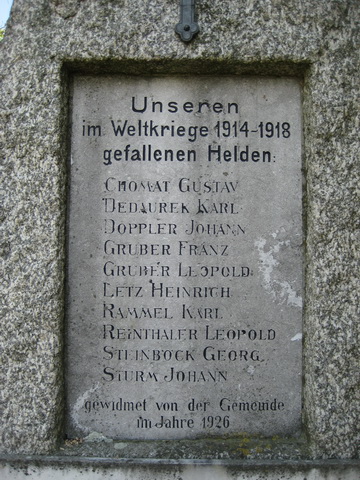 Unseren
im Weltkriege 1914-1918
gefallenen Helden:
Chomat Gustav
Dedaurek Karl
Doppler Johann
Gruber Franz
Gruber Leopold
Letz Heinrich
Rammel Karl
Reinthaler Leopold
Steinböck Georg
Sturm Johann
gewidmet von der Gemeinde
im Jahre 1926